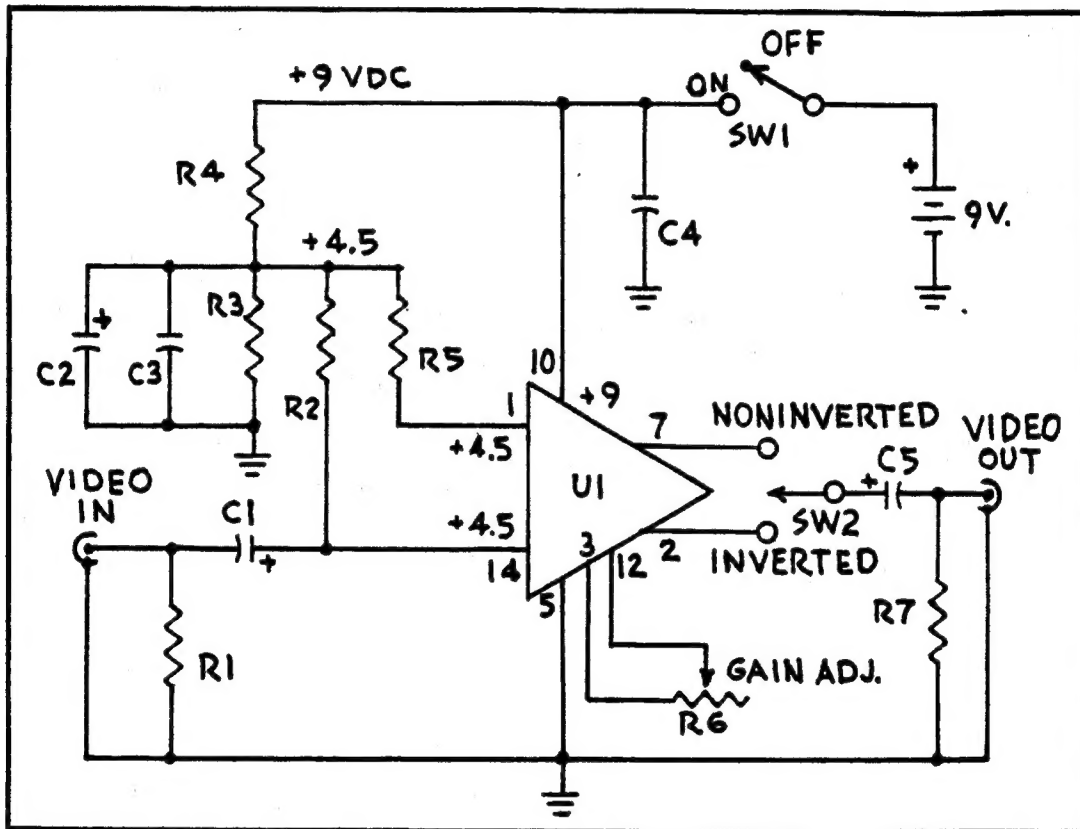 OFF
+9 VDC
ON
SW1
R4
+
9V.
C4
+4.5
+
R3
C2
C3
R2
R5
10
+9
1
+4.5
7
NONINVERTED
VIDEO
OUT
C5
+
U1
VIDEO
IN
C1
+
+4.5
14
SW2
2
INVERTED
3
12
5
R7
R1
GAIN ADJ.
R6